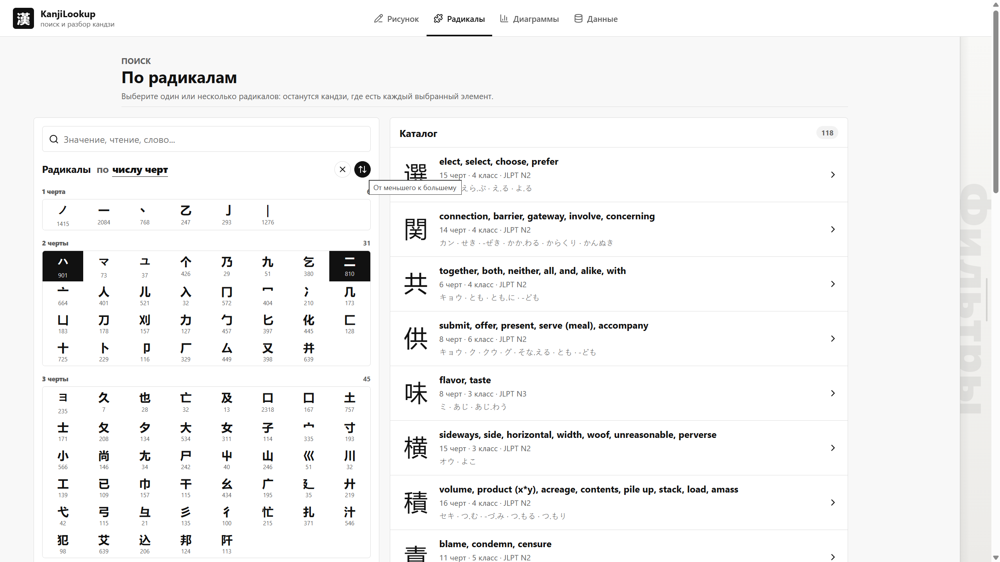 漢
KanjiLookup
поиск и разбор кандзи
Рисунок
Радикалы
Диаграммы
Данные
ПОИСК
По радикалам
Выберите один или несколько радикалов: останутся кандзи, где есть каждый выбранный элемент.
Значение, чтение, слово...
Радикалы по числу черт
От меньшего к большему
1 черта
ノ 一 丶 乙 亅 |
1415 2084 768 247 293 1276
2 черты 31
ハ マ ユ 个 乃 九 乞 二
901 73 37 426 29 51 380 810
亠 人 儿 入 冂 冖 冫 几
664 401 521 32 572 404 210 173
凵 刀 刈 力 勹 匕 化 匚
183 178 157 127 457 397 445 128
十 卜 卩 厂 厶 又 并
725 229 116 329 449 398 639
3 черты 45
ヨ 久 也 亡 及 口 囗 土
235 7 28 32 13 2318 167 757
士 夂 夕 大 女 子 宀 寸
171 208 134 534 311 114 335 193
小 尚 尢 尸 屮 山 巛 川
566 146 34 242 40 246 51 32
工 已 巾 干 幺 广 廴 廾
139 109 157 115 434 195 35 219
弋 弓 彑 彡 彳 忙 扎 汁
42 115 21 135 100 215 371 546
犯 艾 込 邦 阡
98 639 206 124 113
Каталог 118
選
elect, select, choose, prefer
15 черт · 4 класс · JLPT N2
えら.ぶ · え.る · よ.る
関
connection, barrier, gateway, involve, concerning
14 черт · 4 класс · JLPT N2
カン · せき · -ぜき · かか.わる · からくり · かんぬき
共
together, both, neither, all, and, alike, with
6 черт · 4 класс · JLPT N2
キョウ · とも · とも.に · -ども
供
submit, offer, present, serve (meal), accompany
8 черт · 6 класс · JLPT N2
キョウ · ク · クウ · グ · そな.える · とも · -ども
味
flavor, taste
8 черт · 3 класс · JLPT N3
ミ · あじ · あじ.わう
横
sideways, side, horizontal, width, woof, unreasonable, perverse
15 черт · 3 класс · JLPT N2
オウ · よこ
積
volume, product (x*y), acreage, contents, pile up, stack, load, amass
16 черт · 4 класс · JLPT N2
セキ · つ.む · -づ.み · つ.もる · つ.もり
責
blame, condemn, censure
11 черт · 5 класс · JLPT N2
Фильтры